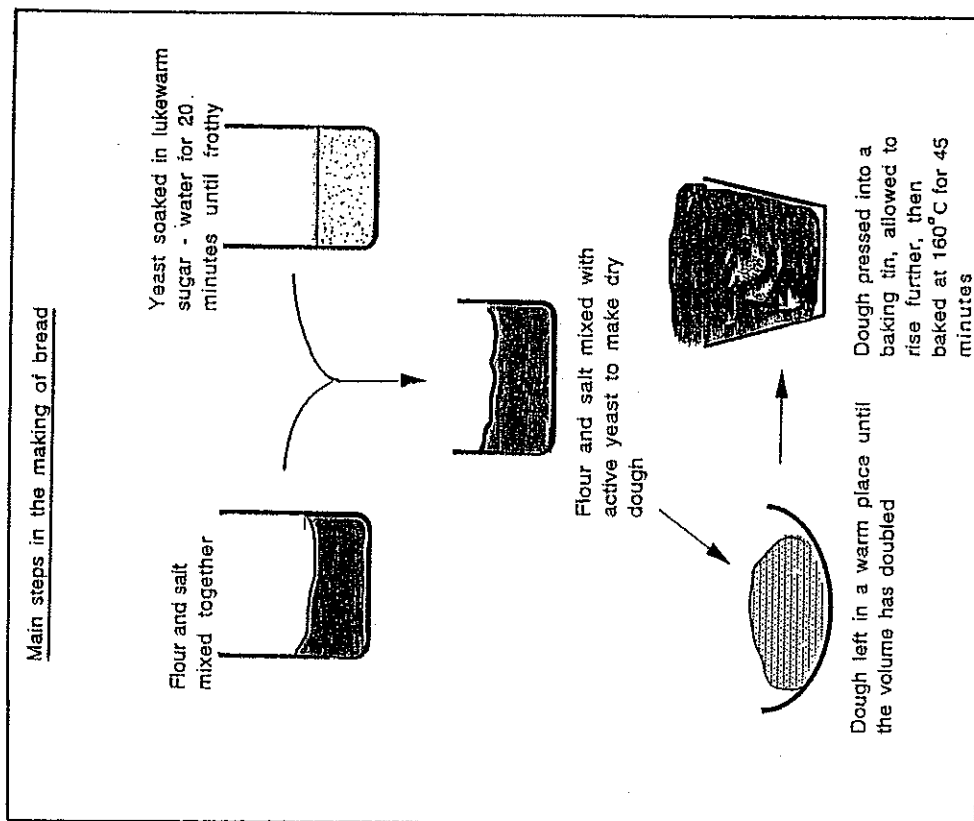 Main steps in the making of bread
Flour and salt
mixed together
Yeast soaked in lukewarm
sugar - water for 20.
minutes until frothy
Flour and salt mixed with
active yeast to make dry
dough
Dough left in a warm place until
the volume has doubled
Dough pressed into a
baking tin, allowed to
rise further, then
baked at 160°C for 45
minutes